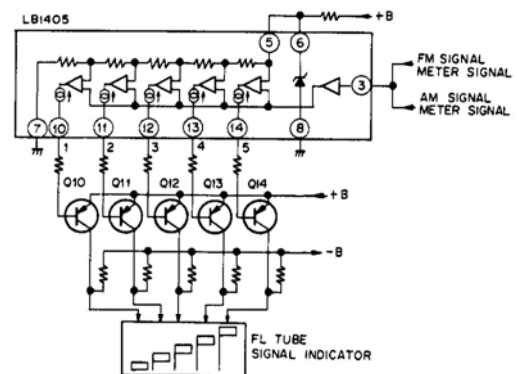 LB1405
+B
5
6
FM SIGNAL
METER SIGNAL
3
AM SIGNAL
METER SIGNAL
7
10
11
12
13
14
8
1
2
3
4
5
Q10
Q11
Q12
Q13
Q14
+B
-B
FL TUBE
SIGNAL INDICATOR